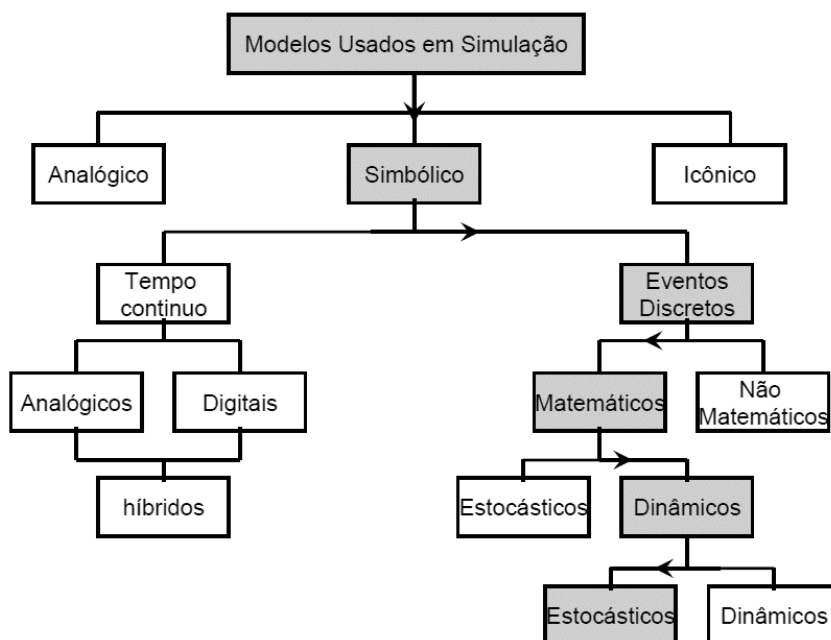 Modelos Usados em Simulação
Analógico
Simbólico
Icônico
Tempo
continuo
Eventos
Discretos
Analógicos
Digitais
Matemáticos
Não
Matemáticos
híbridos
Estocásticos
Dinâmicos
Estocásticos
Dinâmicos